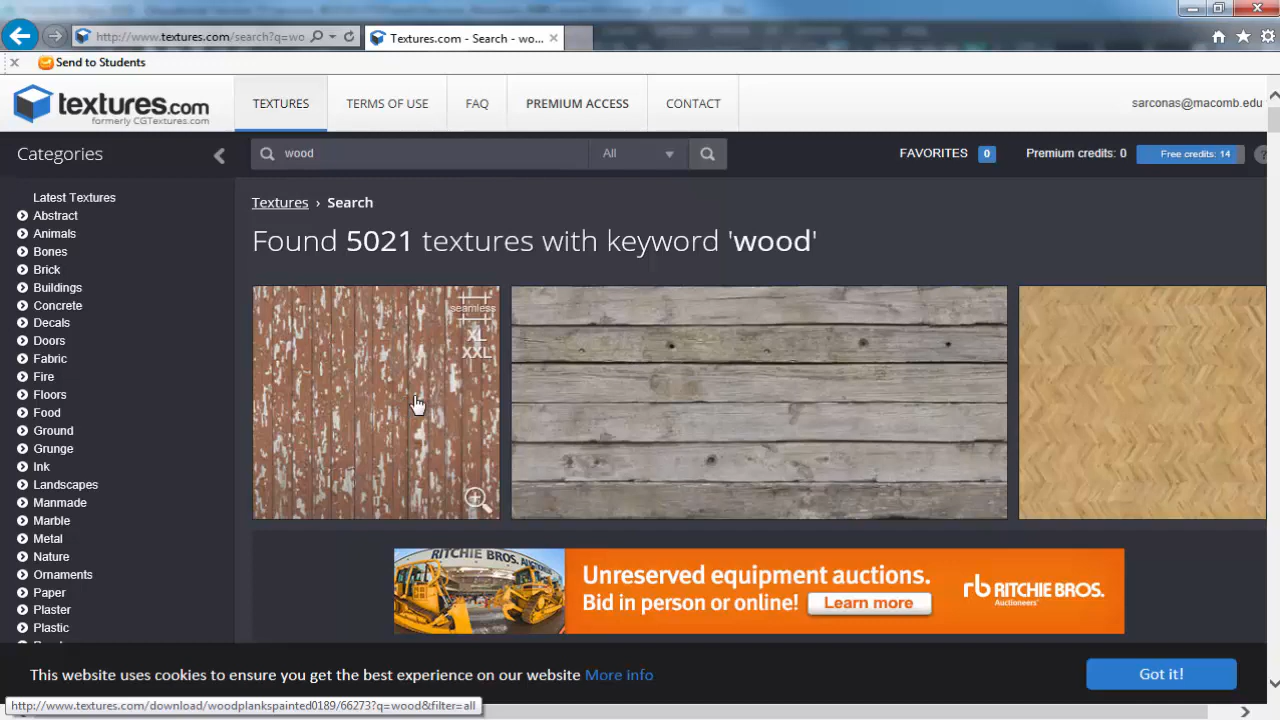 http://www.textures.com/search?q=wo
Textures.com - Search - wo...
Send to Students
textures.com
formerly CGTextures.com
TEXTURES
TERMS OF USE
FAQ
PREMIUM ACCESS
CONTACT
sarconas@macomb.edu
Categories
wood
All
FAVORITES 0
Premium credits: 0
Free credits: 14
?
Latest Textures
Abstract
Animals
Bones
Brick
Buildings
Concrete
Decals
Doors
Fabric
Fire
Floors
Food
Ground
Grunge
Ink
Landscapes
Manmade
Marble
Metal
Nature
Ornaments
Paper
Plaster
Plastic
Textures › Search
Found 5021 textures with keyword 'wood'
seamless
XL
XXL
RITCHIE BROS. AUCTIONEERS
Unreserved equipment auctions.
Bid in person or online! Learn more
rb RITCHIE BROS.
Auctioneers
This website uses cookies to ensure you get the best experience on our website More info
Got it!
http://www.textures.com/download/woodplankspainted0189/66273?q=wood&filter=all